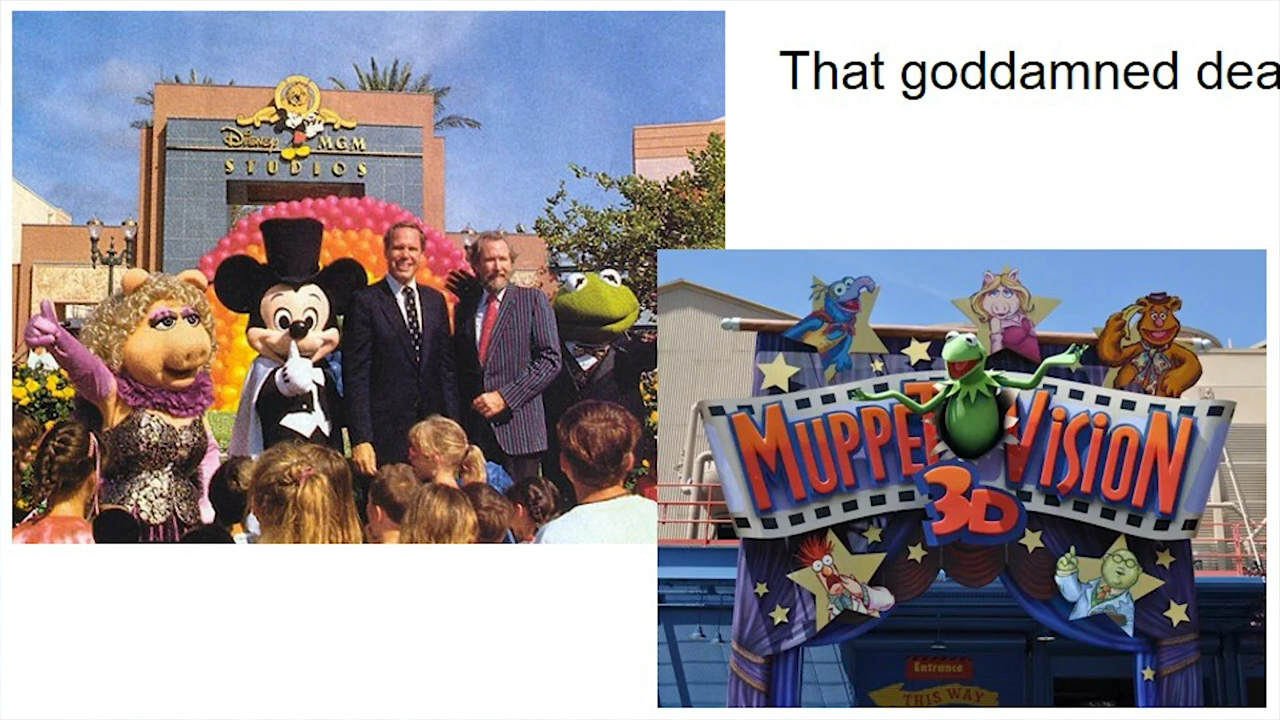 That goddamned dea
Disney MGM
STUDIOS
MUPPET VISION
3D
Entrance
THIS WAY